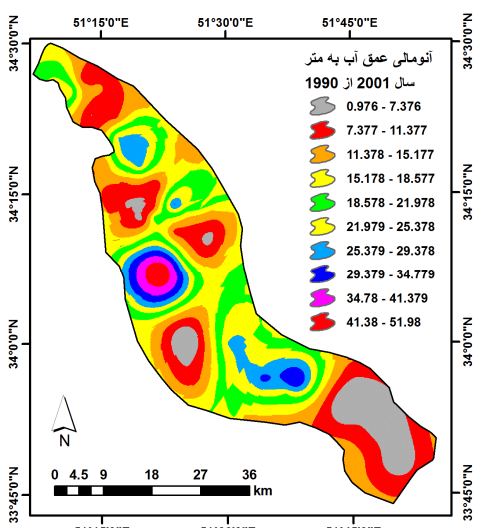 51°15'0"E 51°30'0"E 51°45'0"E
34°30'0"N 34°30'0"N
آنومالی عمق آب به متر
سال 2001 از 1990
0.976 - 7.376
7.377 - 11.377
11.378 - 15.177
15.178 - 18.577
18.578 - 21.978
21.979 - 25.378
25.379 - 29.378
29.379 - 34.779
34.78 - 41.379
41.38 - 51.98
34°15'0"N 34°15'0"N
34°0'0"N 34°0'0"N
N
0 4.5 9 18 27 36
km
33°45'0"N 33°45'0"N